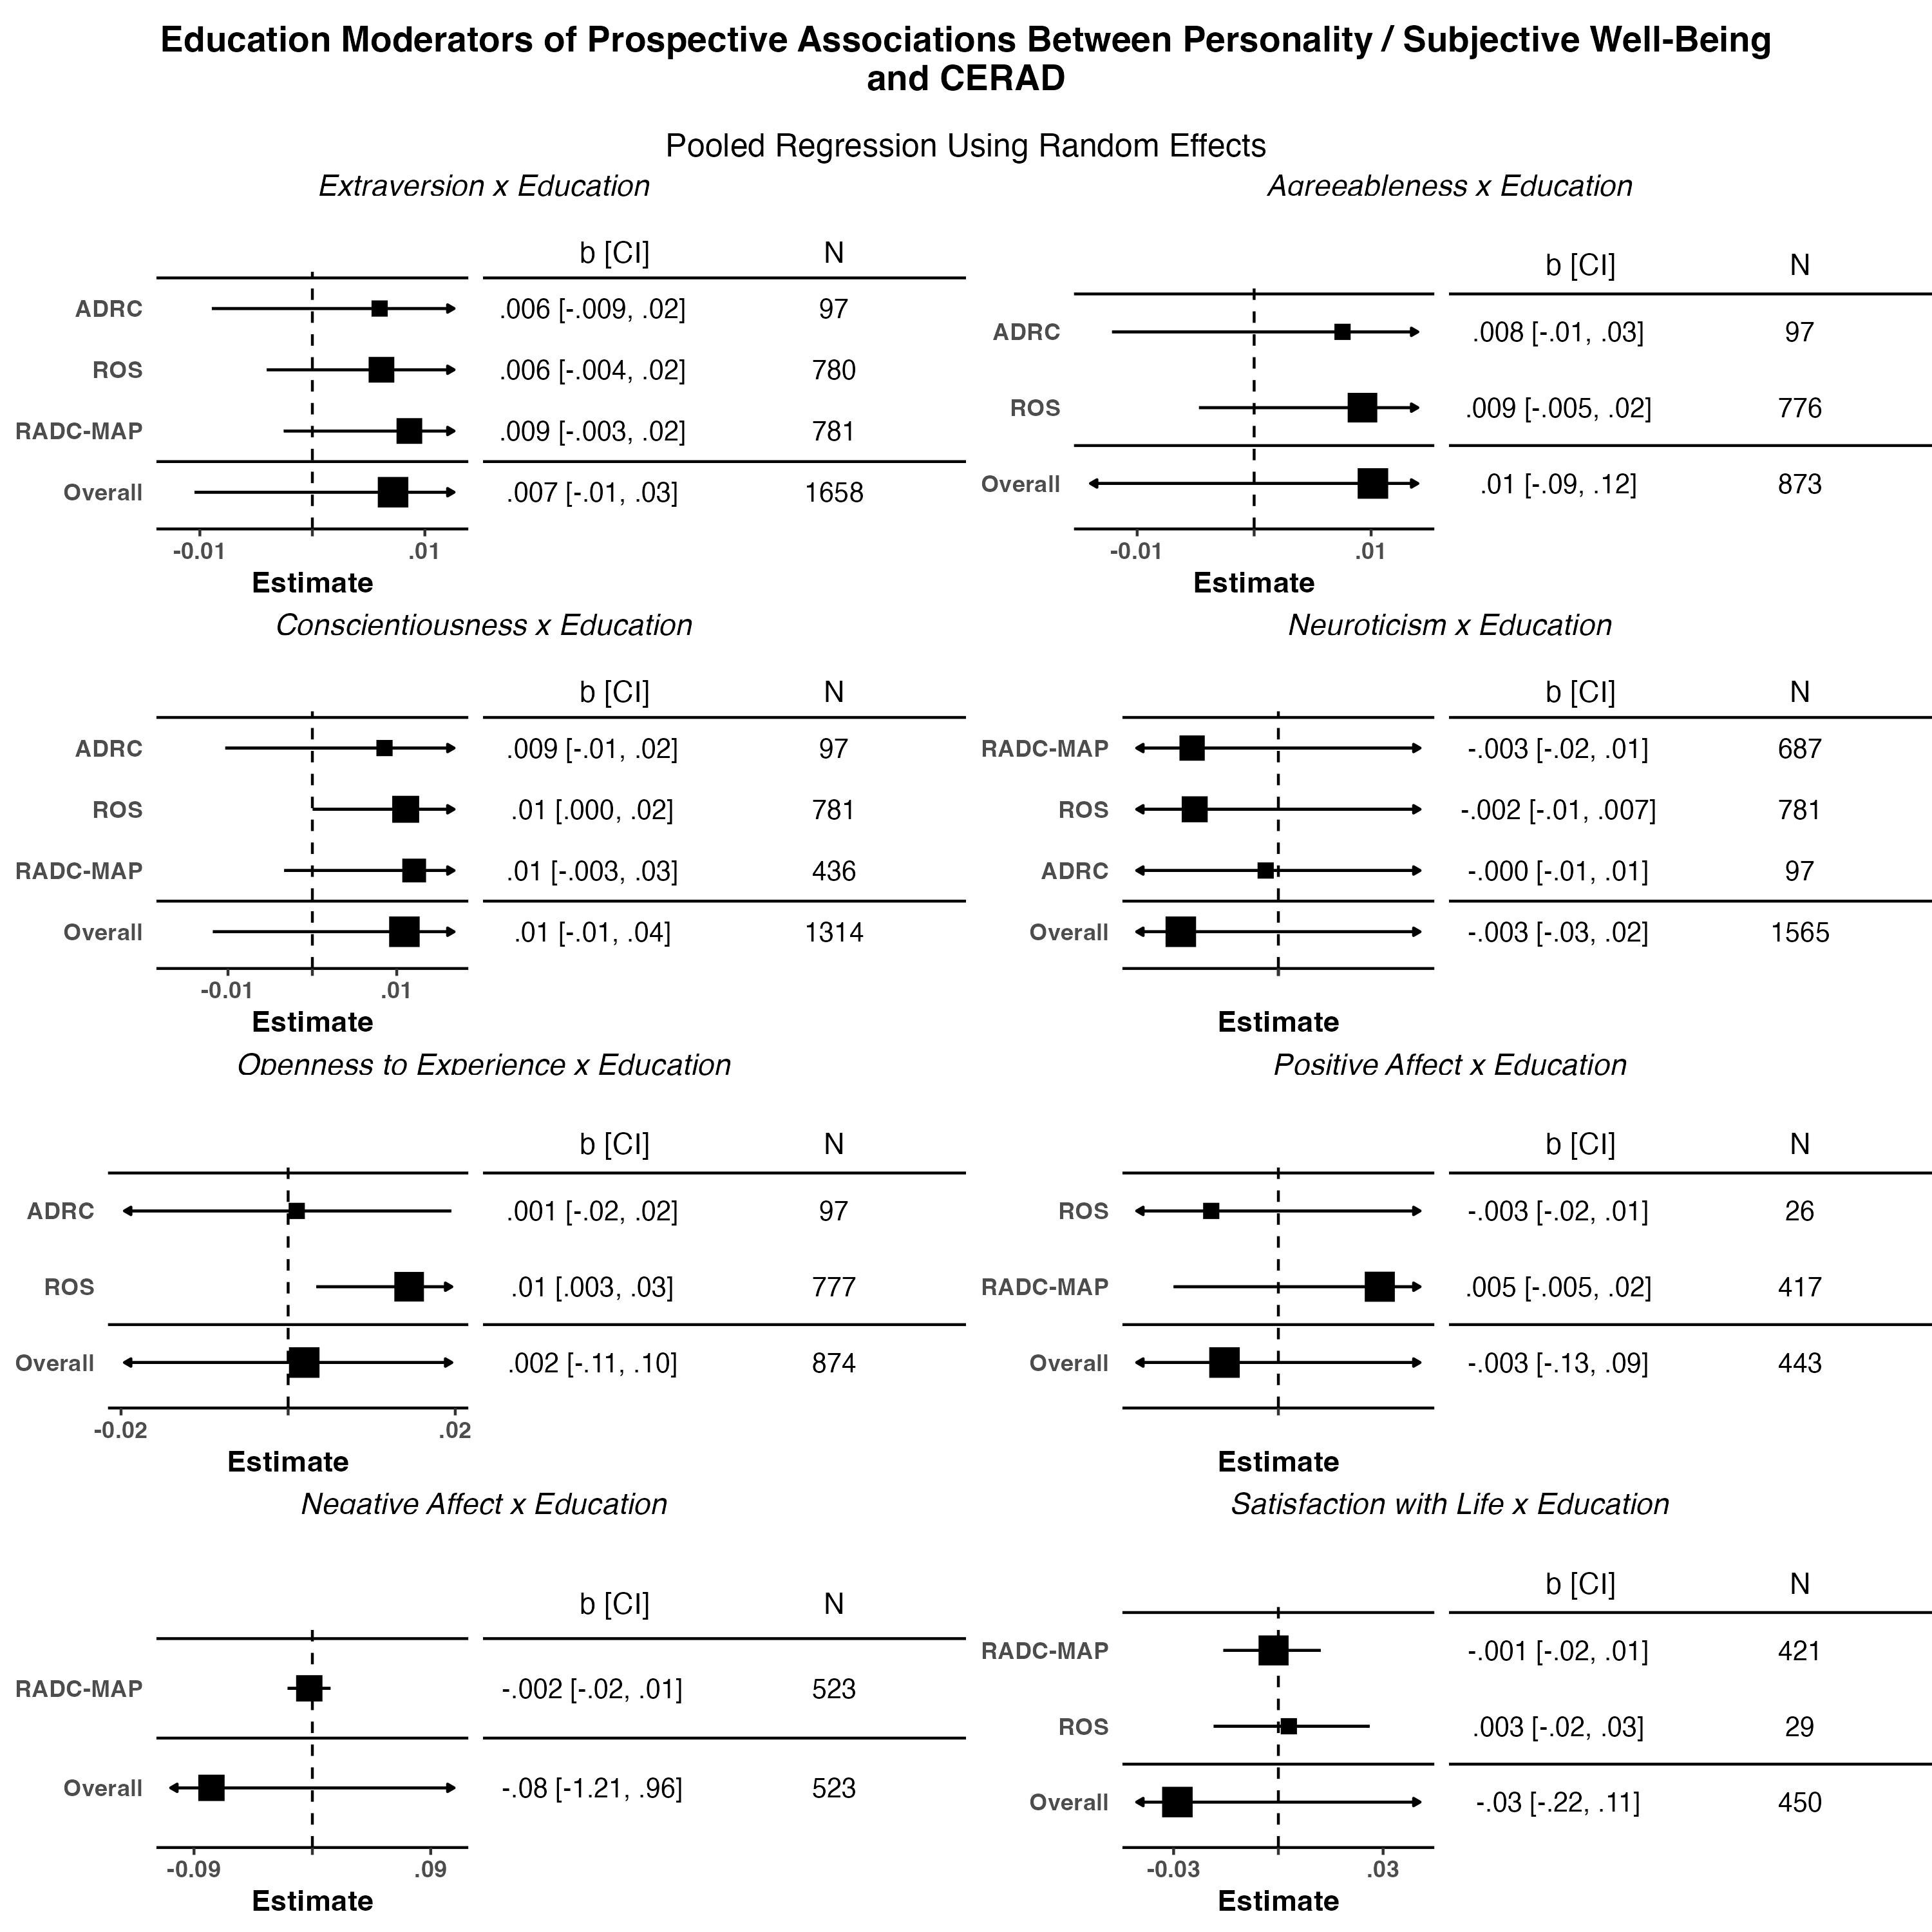 Education Moderators of Prospective Associations Between Personality / Subjective Well-Being
and CERAD
Pooled Regression Using Random Effects
Extraversion x Education
b [CI] N
ADRC .006 [-.009, .02] 97
ROS .006 [-.004, .02] 780
RADC-MAP .009 [-.003, .02] 781
Overall .007 [-.01, .03] 1658
-0.01 .01
Estimate
Agreeableness x Education
b [CI] N
ADRC .008 [-.01, .03] 97
ROS .009 [-.005, .02] 776
Overall .01 [-.09, .12] 873
-0.01 .01
Estimate
Conscientiousness x Education
b [CI] N
ADRC .009 [-.01, .02] 97
ROS .01 [.000, .02] 781
RADC-MAP .01 [-.003, .03] 436
Overall .01 [-.01, .04] 1314
-0.01 .01
Estimate
Neuroticism x Education
b [CI] N
RADC-MAP -.003 [-.02, .01] 687
ROS -.002 [-.01, .007] 781
ADRC -.000 [-.01, .01] 97
Overall -.003 [-.03, .02] 1565
Estimate
Openness to Experience x Education
b [CI] N
ADRC .001 [-.02, .02] 97
ROS .01 [.003, .03] 777
Overall .002 [-.11, .10] 874
-0.02 .02
Estimate
Positive Affect x Education
b [CI] N
ROS -.003 [-.02, .01] 26
RADC-MAP .005 [-.005, .02] 417
Overall -.003 [-.13, .09] 443
Estimate
Negative Affect x Education
b [CI] N
RADC-MAP -.002 [-.02, .01] 523
Overall -.08 [-1.21, .96] 523
-0.09 .09
Estimate
Satisfaction with Life x Education
b [CI] N
RADC-MAP -.001 [-.02, .01] 421
ROS .003 [-.02, .03] 29
Overall -.03 [-.22, .11] 450
-0.03 .03
Estimate